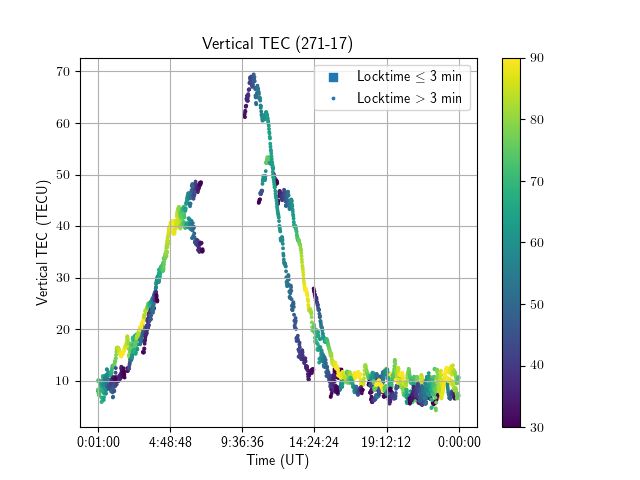 Vertical TEC (271-17)
Locktime ≤ 3 min
Locktime > 3 min
Vertical TEC (TECU)
70
60
50
40
30
20
10
0:01:00 4:48:48 9:36:36 14:24:24 19:12:12 0:00:00
Time (UT)
90
80
70
60
50
40
30